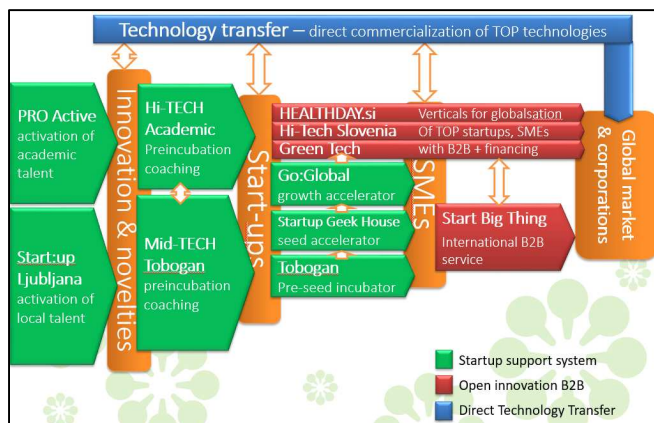 Technology transfer – direct commercialization of TOP technologies
PRO Active
activation of
academic
talent
Start:up
Ljubljana
activation of
local talent
Innovation & novelties
Hi-TECH
Academic
Preincubation
coaching
Mid-TECH
Tobogan
preincubation
coaching
Start-ups
HEALTHDAY.si Verticals for globalsation
Hi-Tech Slovenia Of TOP startups, SMEs
Green Tech with B2B + financing
Go:Global
growth accelerator
Startup Geek House
seed accelerator
Tobogan
Pre-seed incubator
SMEs
Start Big Thing
International B2B
service
Global market
& corporations
Startup support system
Open innovation B2B
Direct Technology Transfer